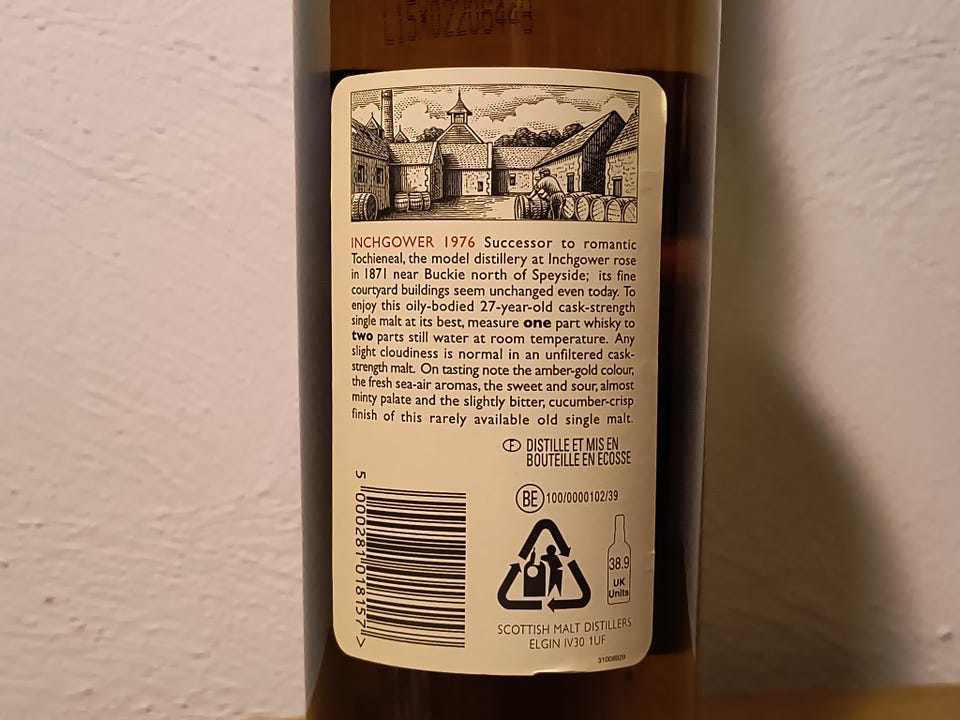 L15X02206449
INCHGOWER 1976 Successor to romantic
Tochieneal, the model distillery at Inchgower rose
in 1871 near Buckie north of Speyside; its fine
courtyard buildings seem unchanged even today. To
enjoy this oily-bodied 27-year-old cask-strength
single malt at its best, measure one part whisky to
two parts still water at room temperature. Any
slight cloudiness is normal in an unfiltered cask-
strength malt. On tasting note the amber-gold colour,
the fresh sea-air aromas, the sweet and sour, almost
minty palate and the slightly bitter, cucumber-crisp
finish of this rarely available old single malt.
F DISTILLE ET MIS EN
BOUTEILLE EN ECOSSE
BE 100/0000102/39
5 000281 018157 >
38.9
UK
Units
SCOTTISH MALT DISTILLERS
ELGIN IV30 1UF
31008829